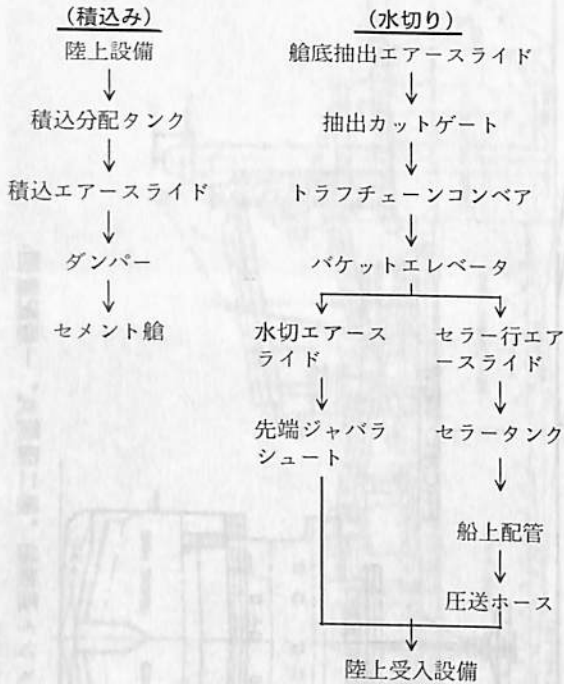 (積込み)
陸上設備
積込分配タンク
積込エアースライド
ダンパー
セメント艙
(水切り)
艙底抽出エアースライド
抽出カットゲート
トラフチェーンコンベア
バケットエレベータ
水切エアース
ライド
先端ジャバラ
シュート
セラー行エア
ースライド
セラータンク
船上配管
圧送ホース
陸上受入設備